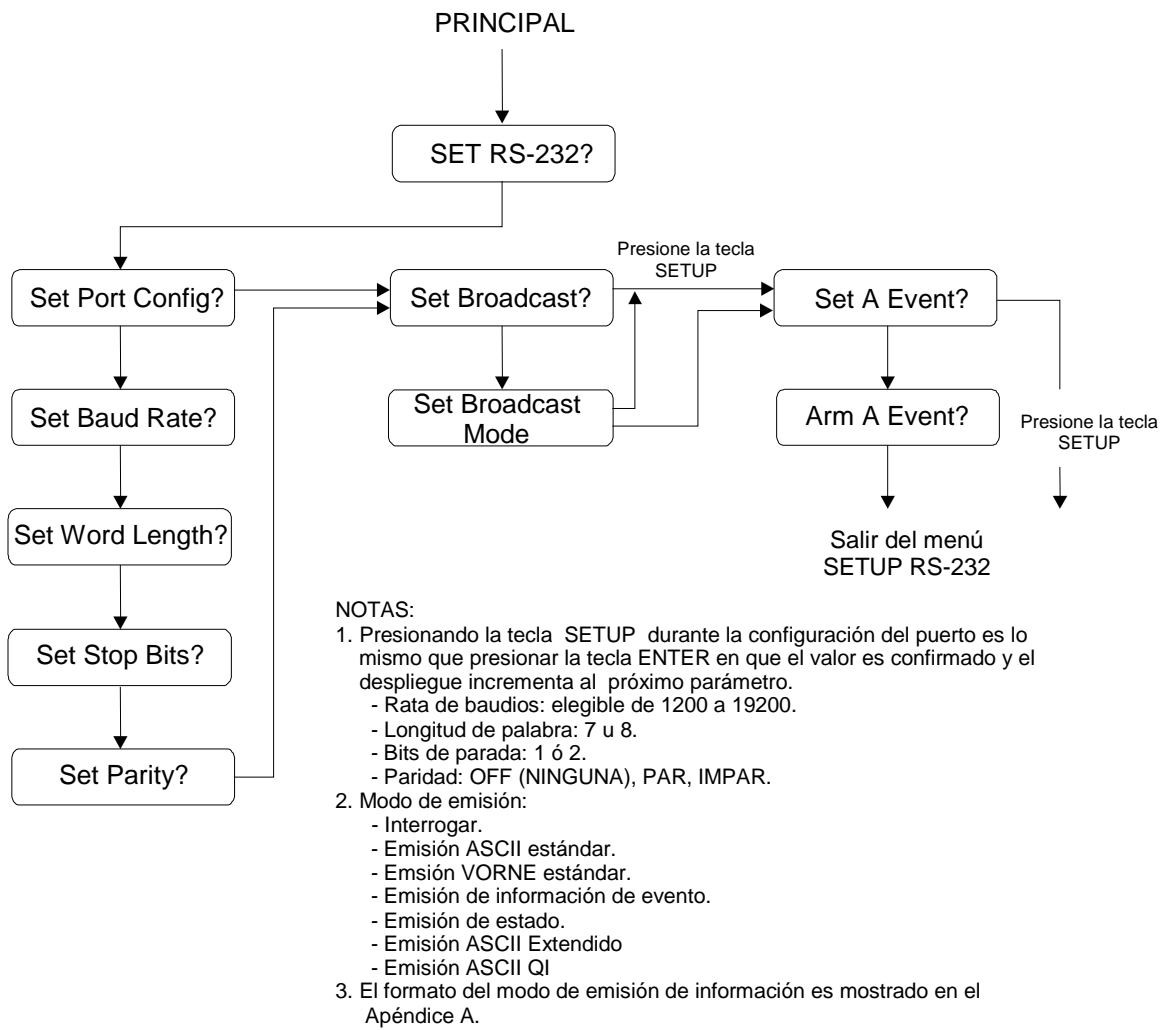 PRINCIPAL
SET RS-232?
Presione la tecla
SETUP
Set Port Config?
Set Broadcast?
Set A Event?
Set Baud Rate?
Set Broadcast
Mode
Arm A Event?
Presione la tecla
SETUP
Set Word Length?
Salir del menú
SETUP RS-232
Set Stop Bits?
Set Parity?
NOTAS:
1. Presionando la tecla SETUP durante la configuración del puerto es lo
mismo que presionar la tecla ENTER en que el valor es confirmado y el
despliegue incrementa al próximo parámetro.
- Rata de baudios: elegible de 1200 a 19200.
- Longitud de palabra: 7 u 8.
- Bits de parada: 1 ó 2.
- Paridad: OFF (NINGUNA), PAR, IMPAR.
2. Modo de emisión:
- Interrogar.
- Emisión ASCII estándar.
- Emsión VORNE estándar.
- Emisión de información de evento.
- Emisión de estado.
- Emisión ASCII Extendido
- Emisión ASCII QI
3. El formato del modo de emisión de información es mostrado en el
Apéndice A.